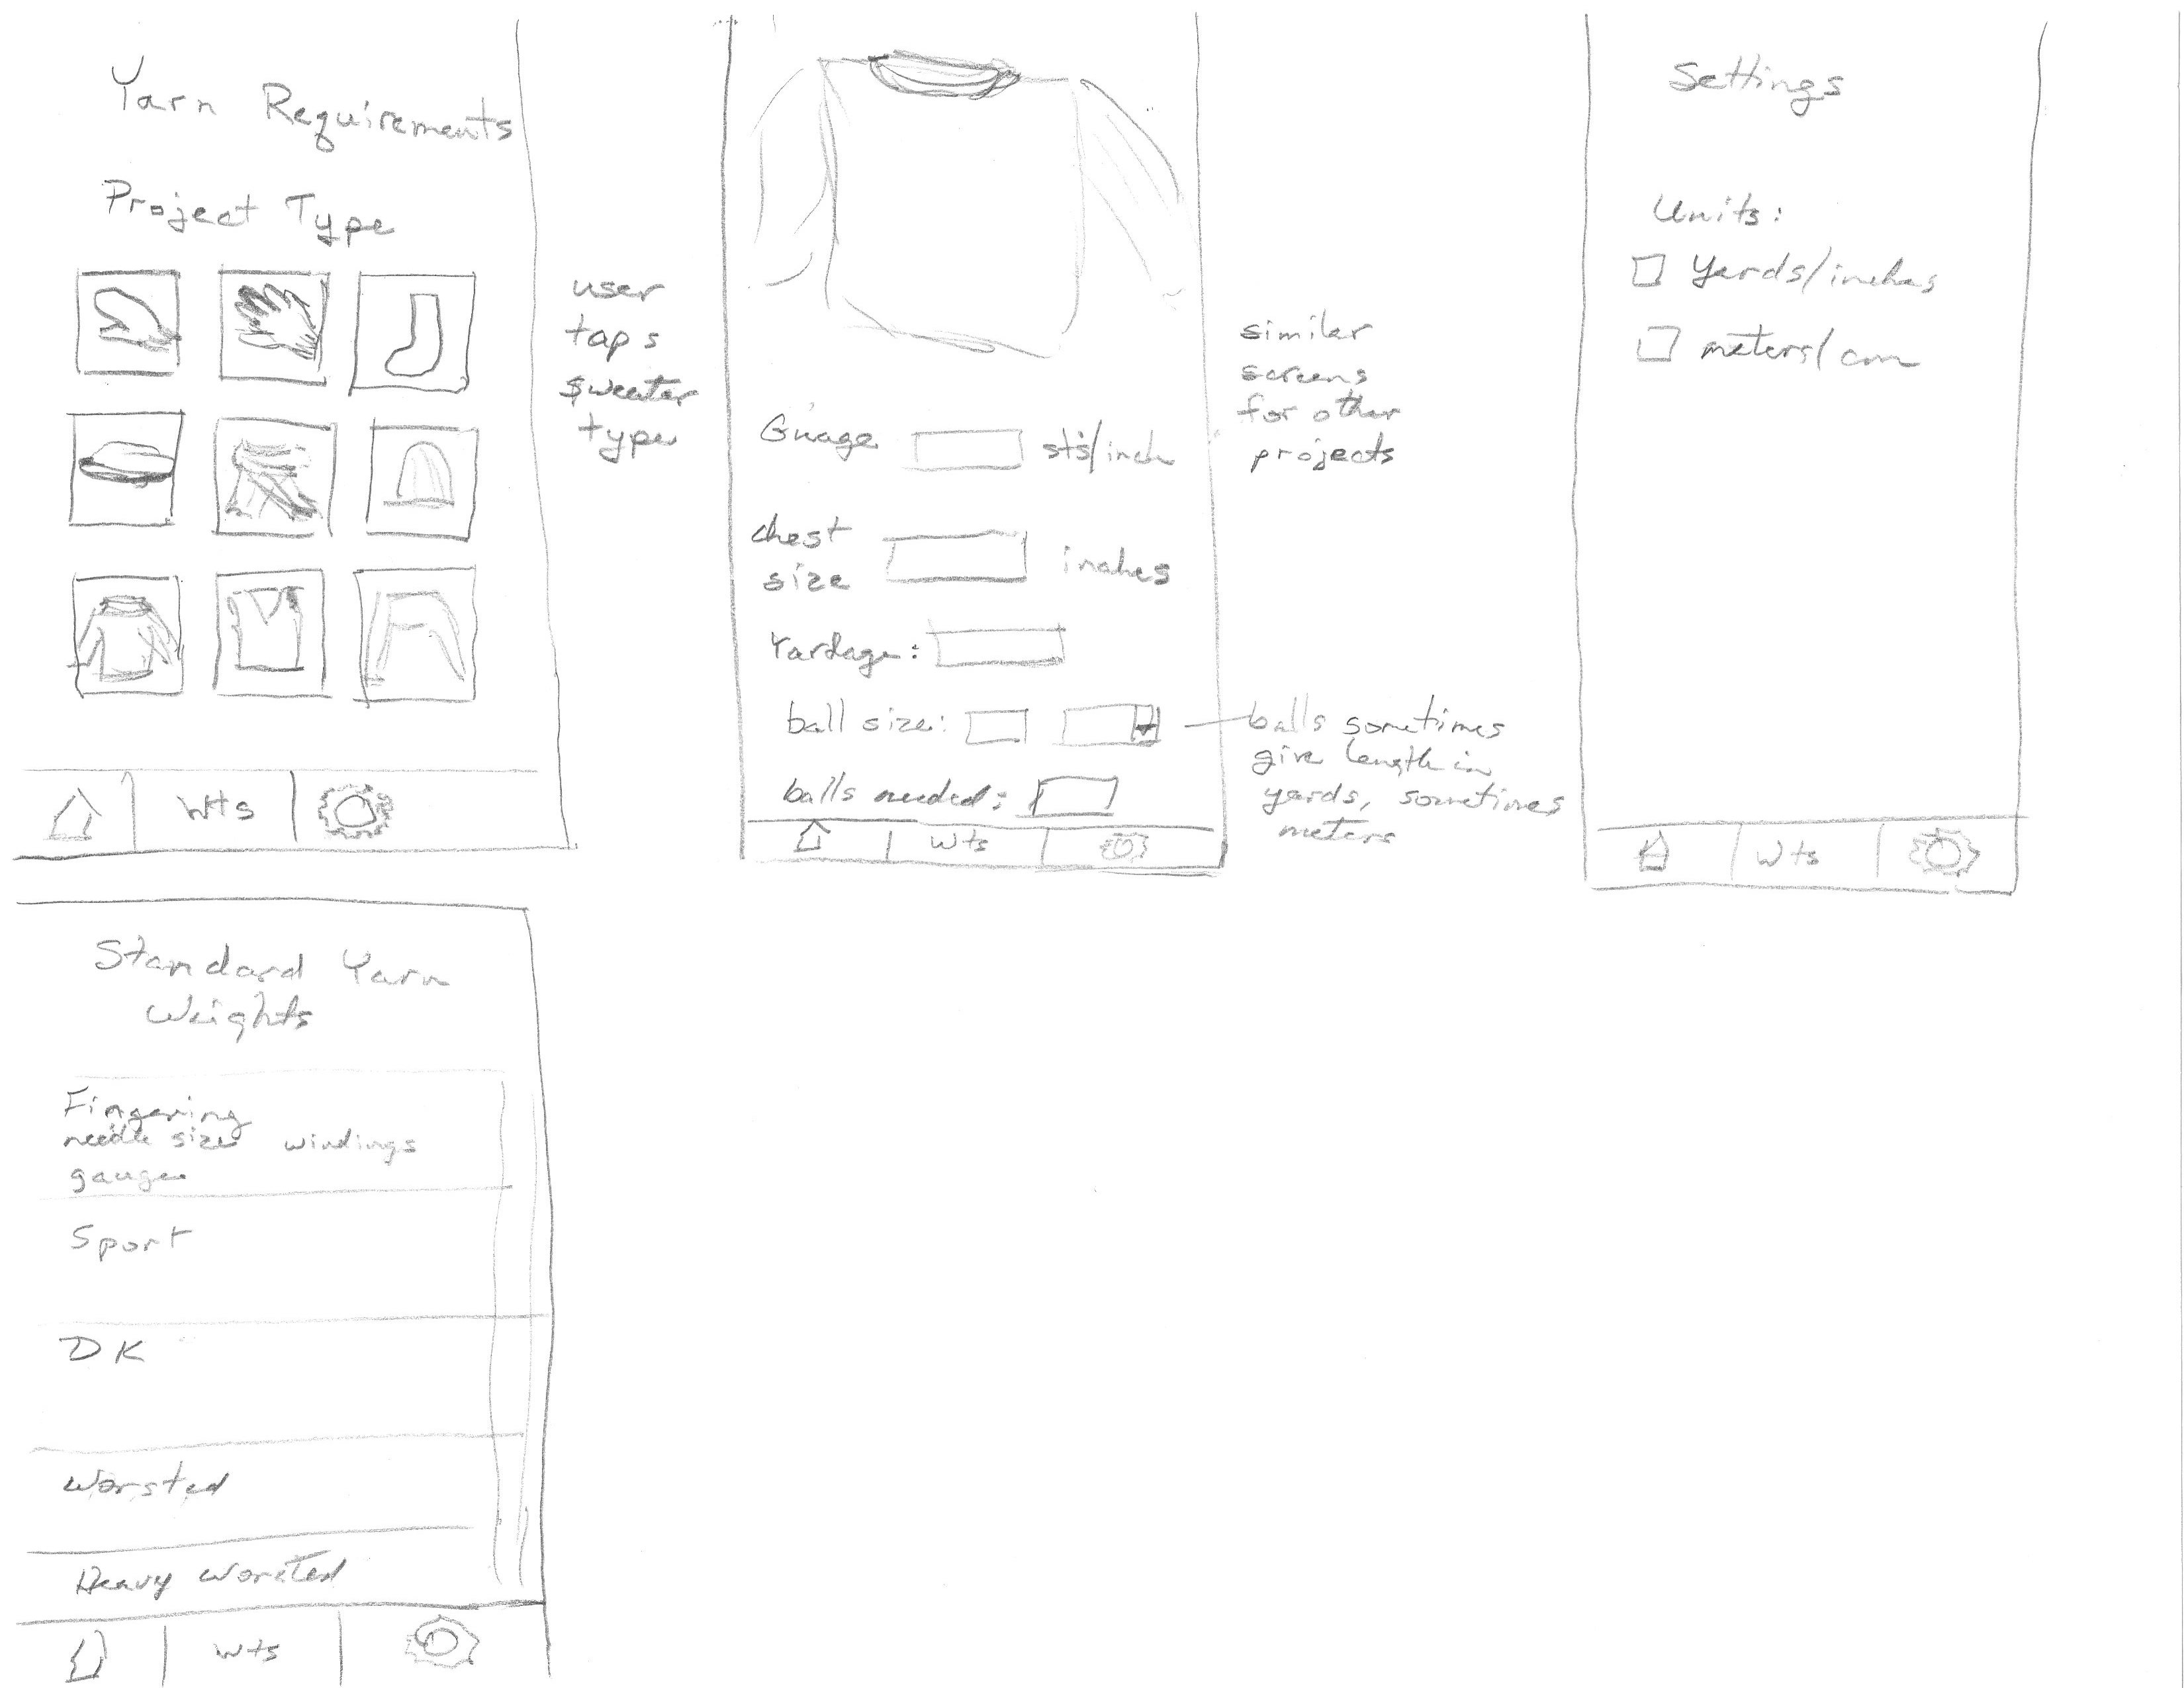 Yarn Requirements
Project Type
Wts
user
taps
sweater
type
Guage sts/inch
chest
size inches
Yardage:
ball size:
balls needed:
Wts
similar
screens
for other
projects
balls sometimes
give length in
yards, sometimes
meters
Settings
Units:
Yards/inches
meters/cm
Wts
Standard Yarn
Weights
Fingering
needle size windings
gauge
Sport
DK
Worsted
Heavy Worsted
Wts